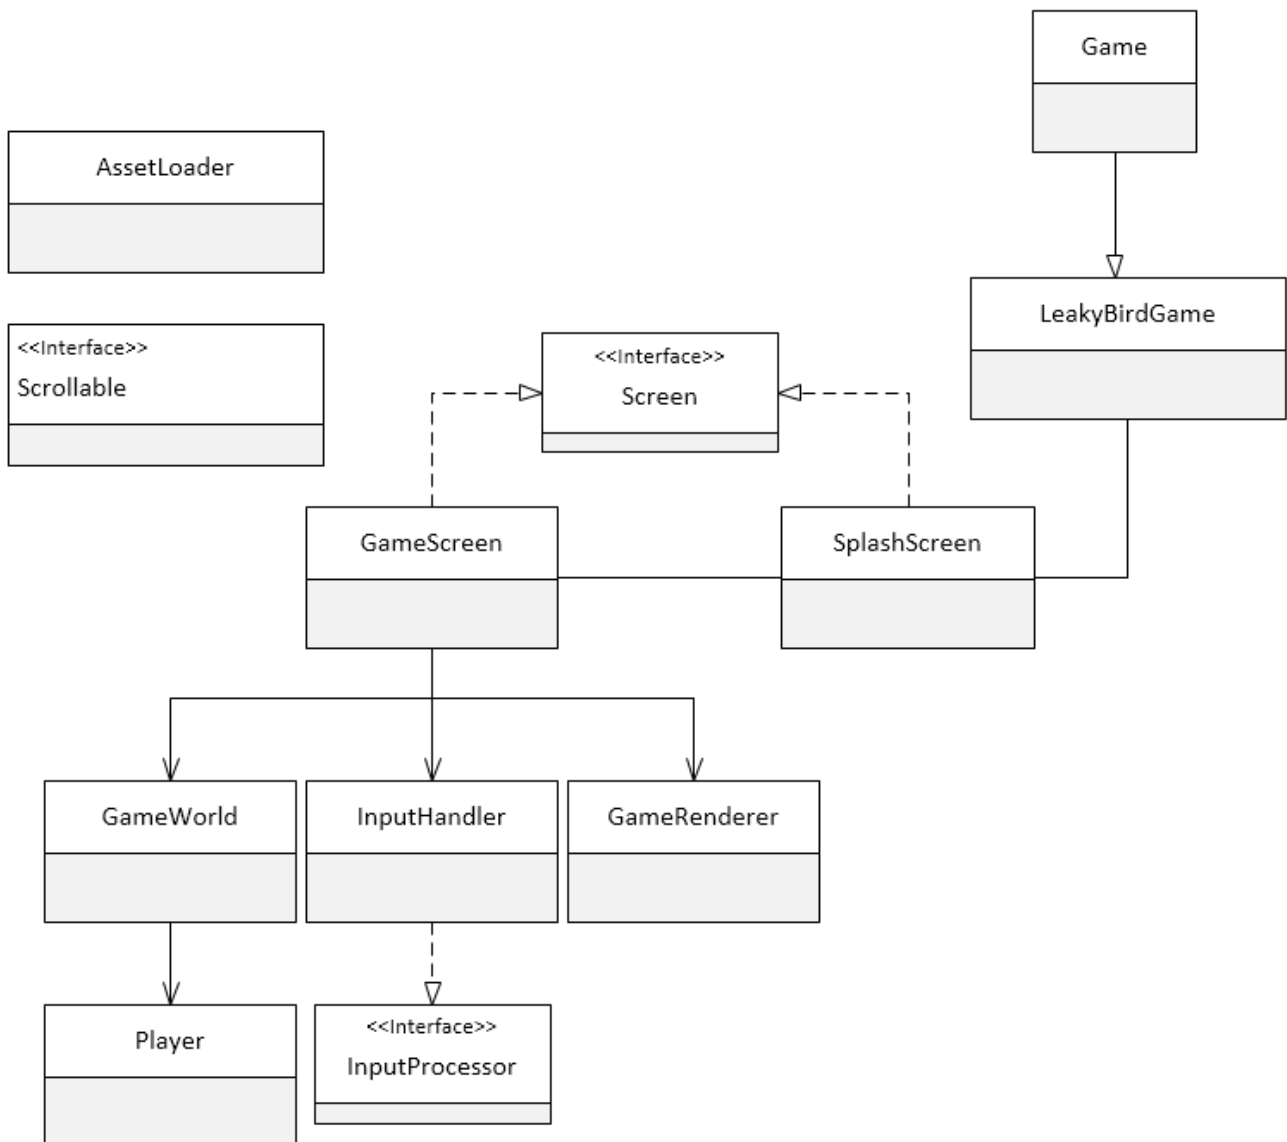 Game
AssetLoader
LeakyBirdGame
<<Interface>>
Scrollable
<<Interface>>
Screen
GameScreen
SplashScreen
GameWorld
InputHandler
GameRenderer
Player
<<Interface>>
InputProcessor